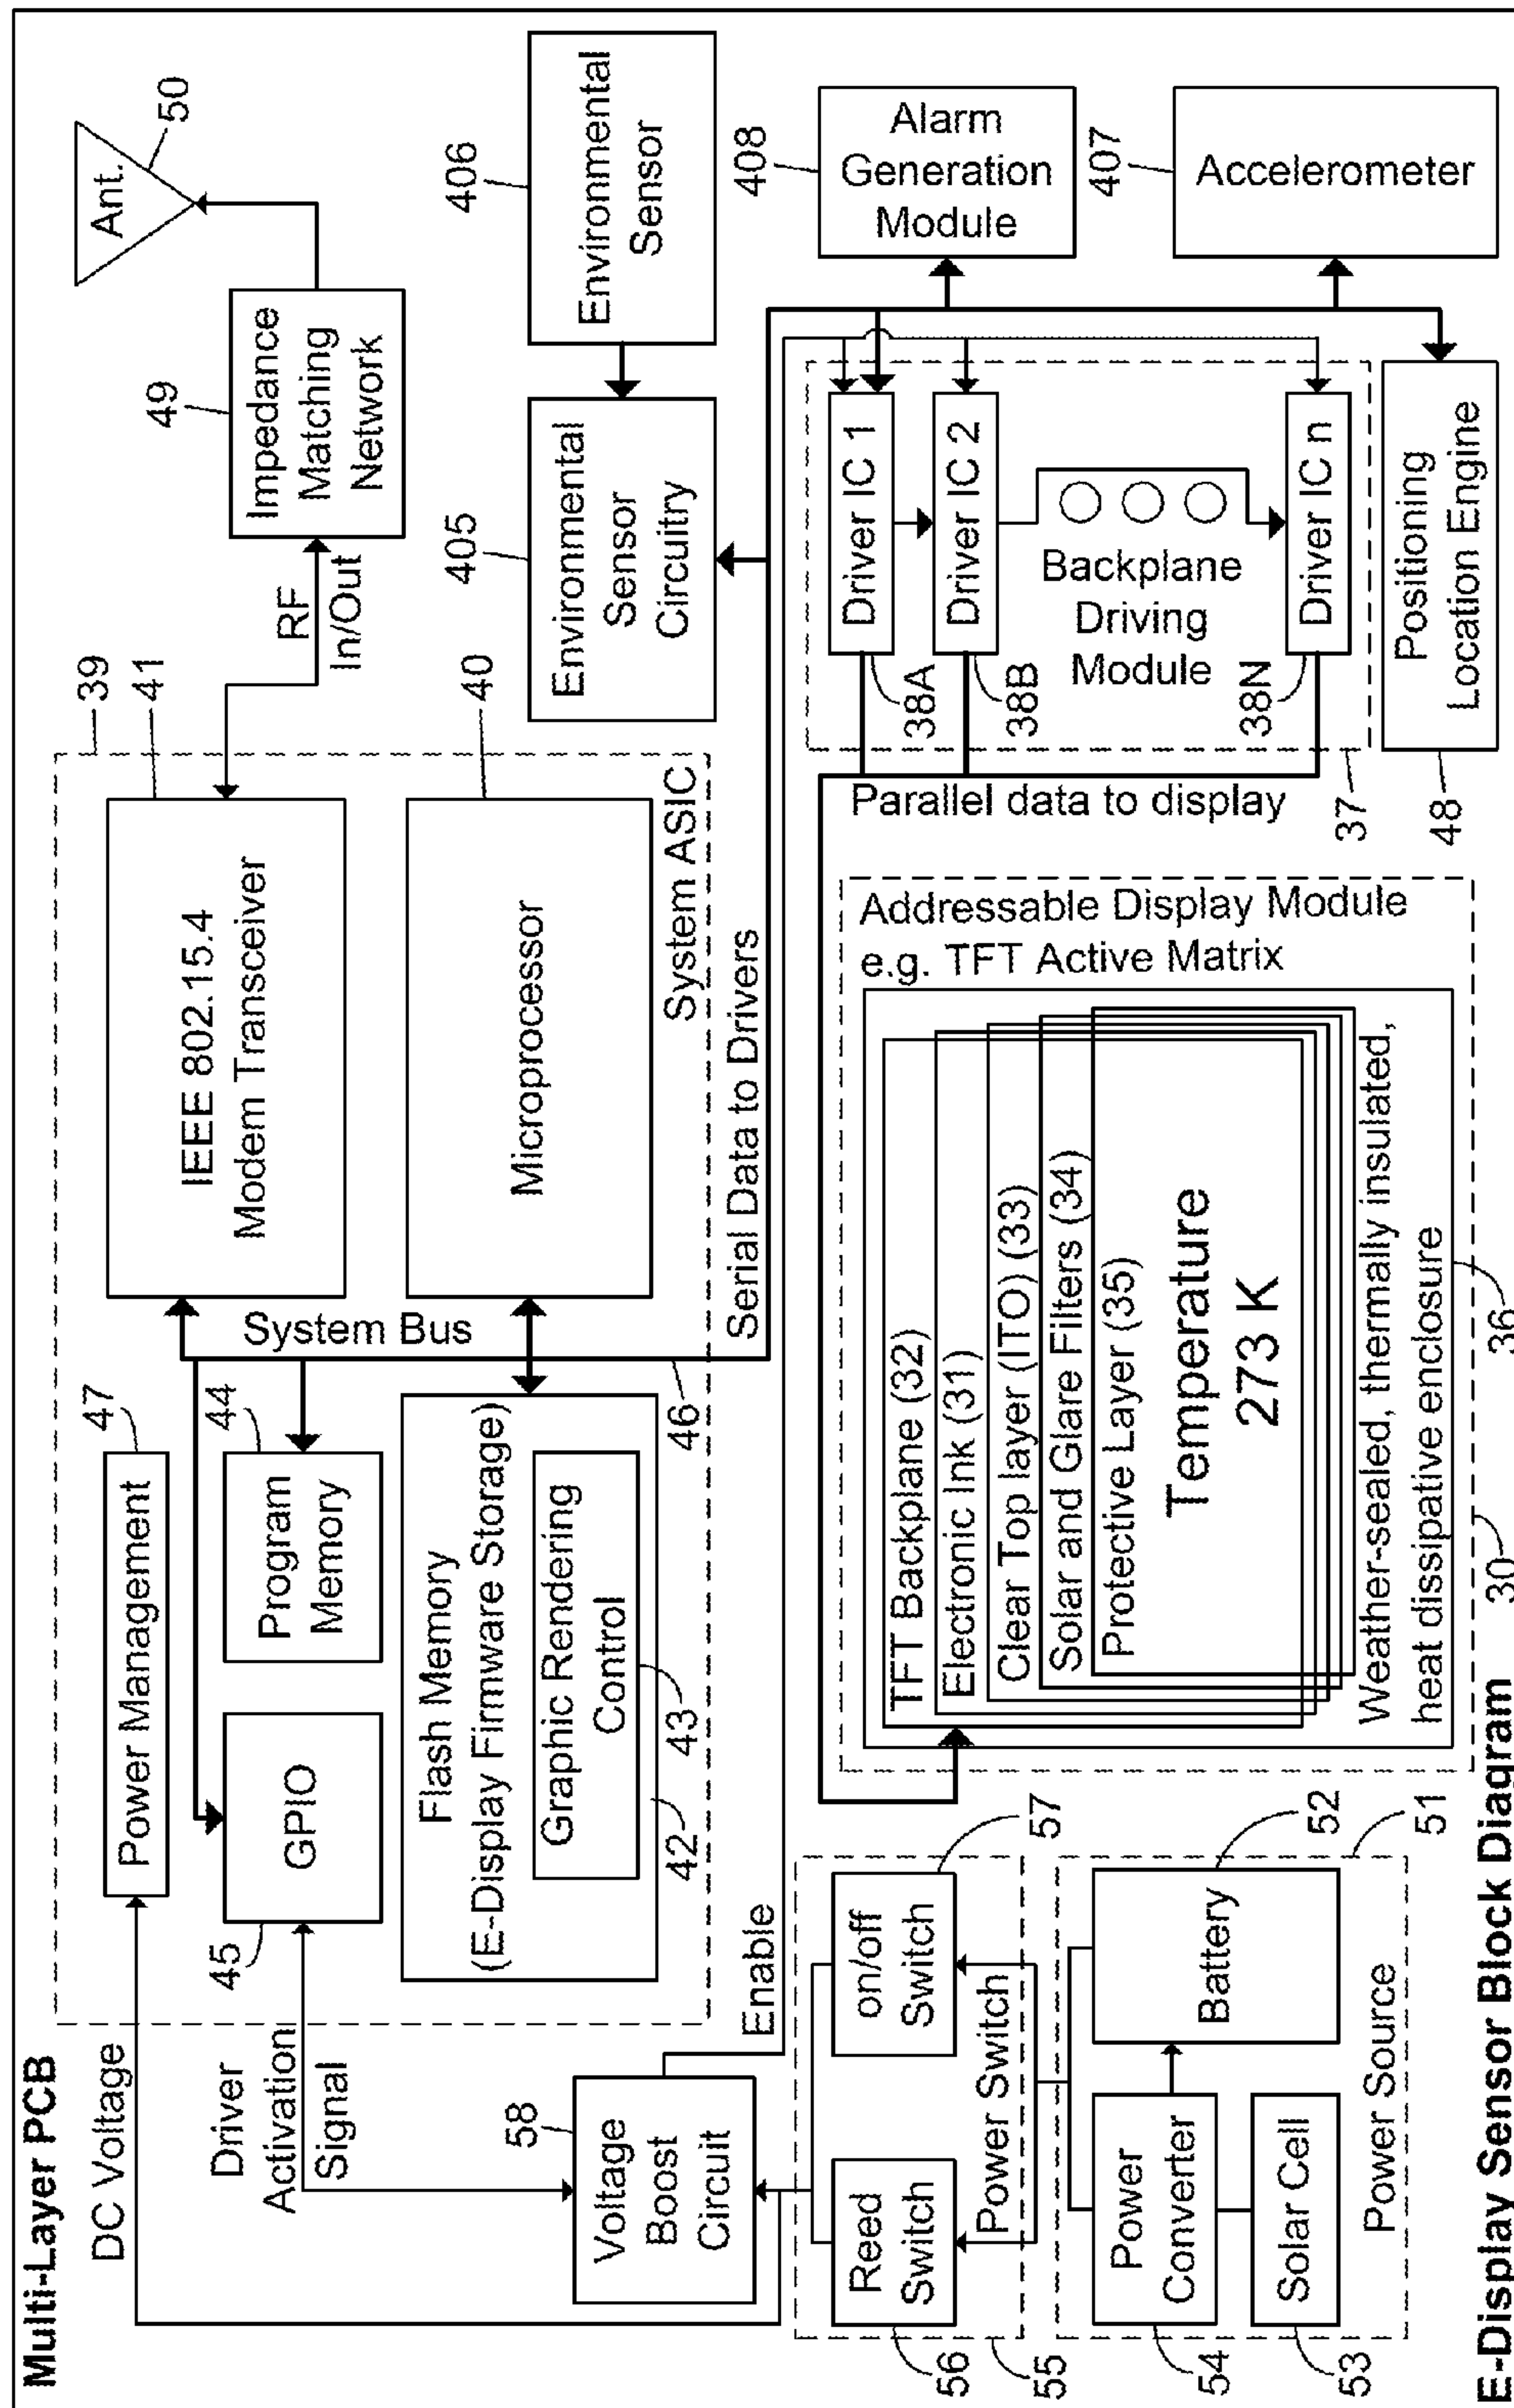 Multi-Layer PCB
DC Voltage
Driver
Activation
Signal
47
Power Management
45
GPIO
44
Program
Memory
Flash Memory
(E-Display Firmware Storage)
Graphic Rendering
Control
42
43
46
System Bus
IEEE 802.15.4
Modem Transceiver
Microprocessor
System ASIC
39
41
40
RF
In/Out
49
Impedance
Matching
Network
Ant.
50
405
Environmental
Sensor
Circuitry
406
Environmental
Sensor
58
Voltage
Boost
Circuit
Enable
Serial Data to Drivers
Reed
Switch
on/off
Switch
Power Switch
56
55
57
Power
Converter
Solar Cell
Battery
Power Source
54
53
52
51
Addressable Display Module
e.g. TFT Active Matrix
TFT Backplane (32)
Electronic Ink (31)
Clear Top layer (ITO) (33)
Solar and Glare Filters (34)
Protective Layer (35)
Temperature
273 K
Weather-sealed, thermally insulated,
heat dissipative enclosure
30
36
Parallel data to display
38A
38B
38N
37
Driver IC 1
Driver IC 2
Backplane
Driving
Module
Driver IC n
48
Positioning
Location Engine
408
Alarm
Generation
Module
407
Accelerometer
E-Display Sensor Block Diagram